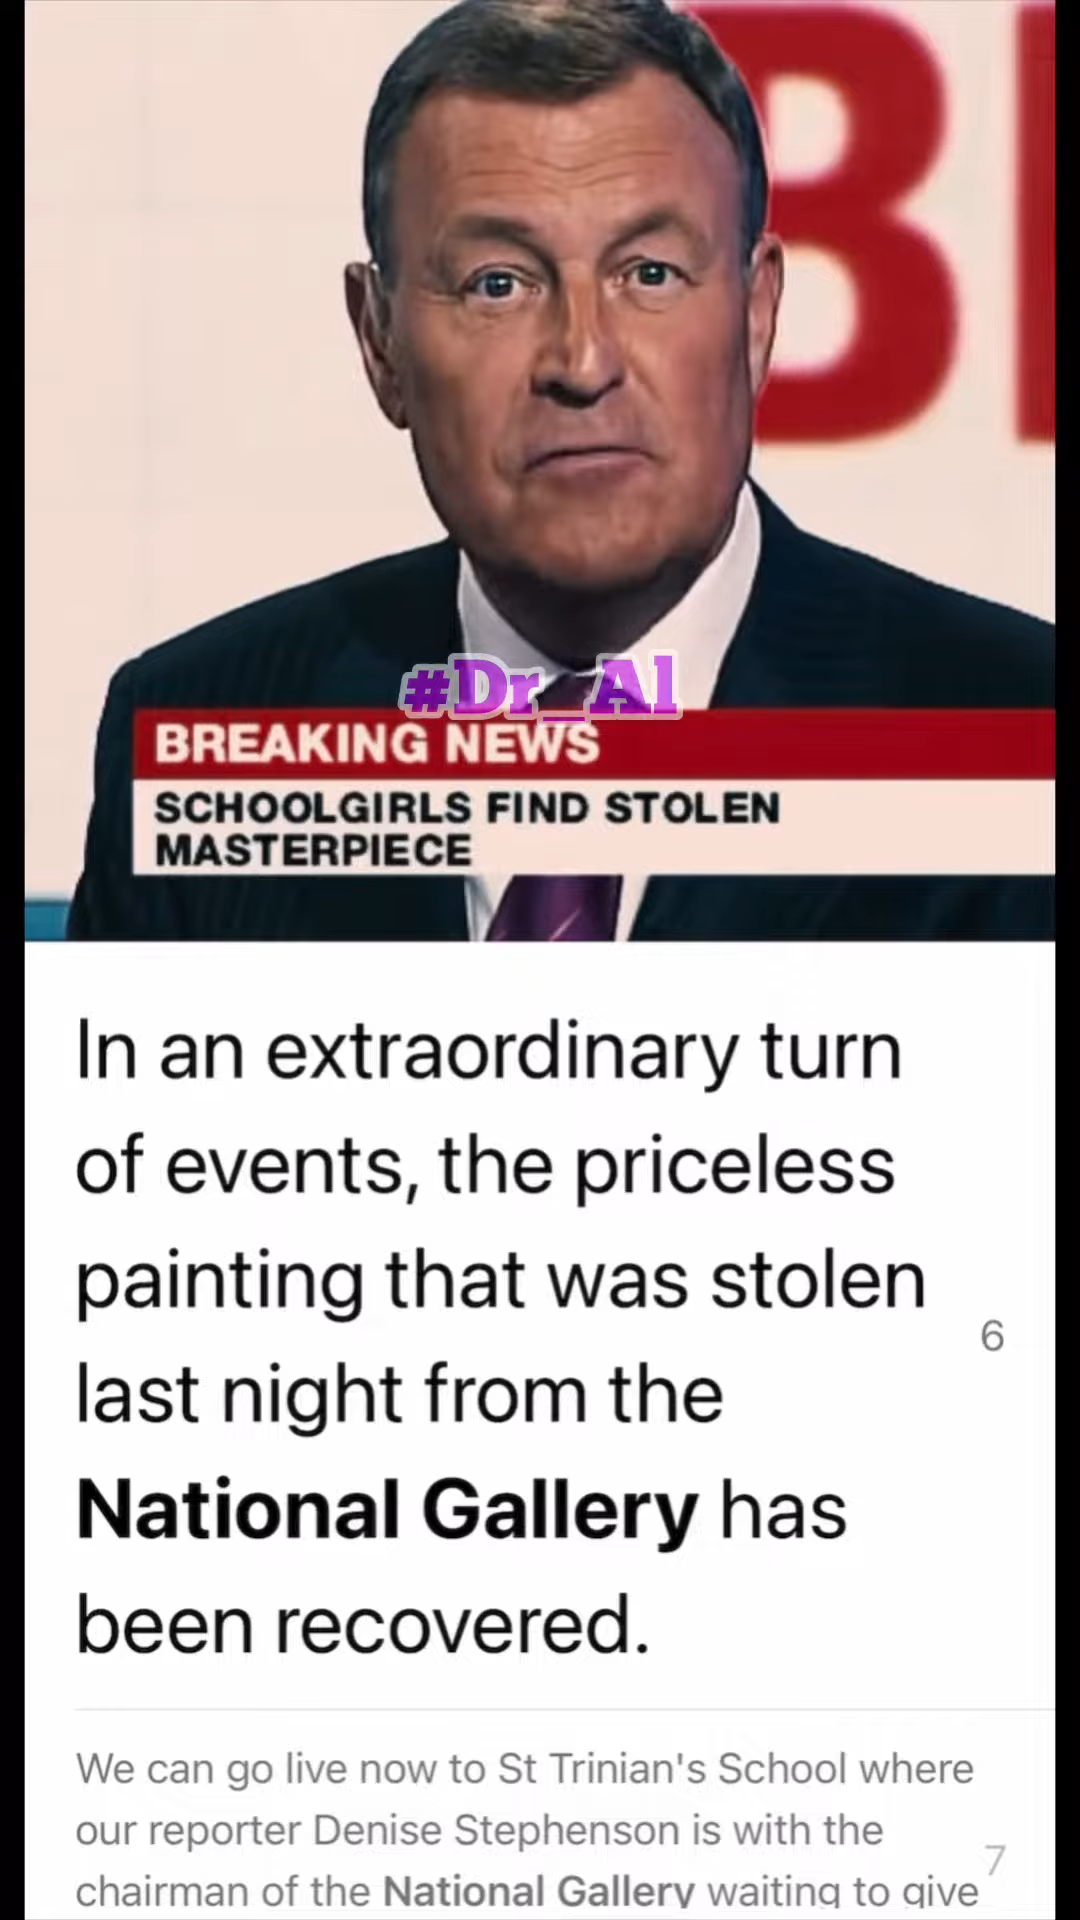 B
#Dr_Al
BREAKING NEWS
SCHOOLGIRLS FIND STOLEN
MASTERPIECE
In an extraordinary turn
of events, the priceless
painting that was stolen
6
last night from the
National Gallery has
been recovered.
We can go live now to St Trinian's School where
our reporter Denise Stephenson is with the
7
chairman of the National Gallery waiting to give